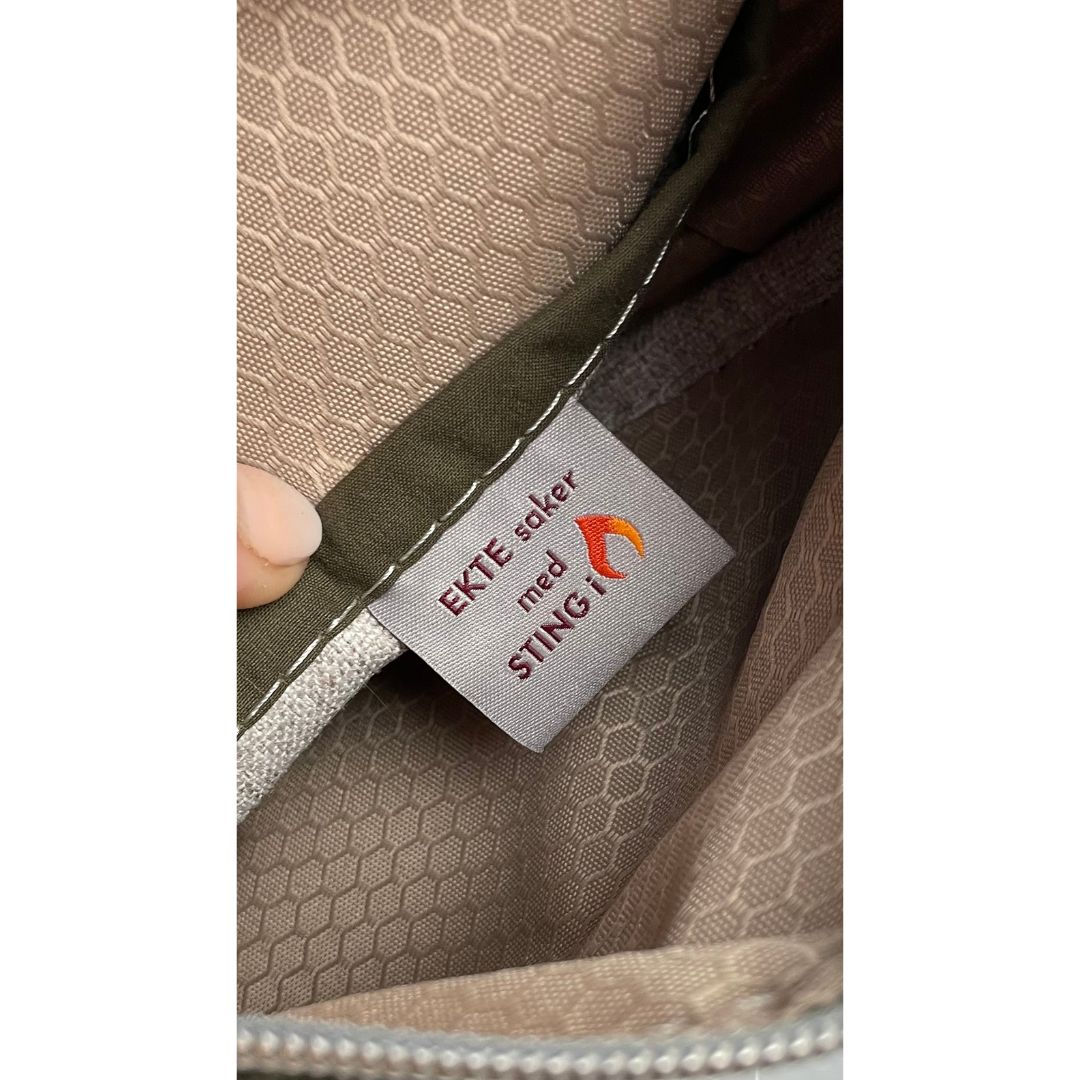 EKTE saker
med
STING i